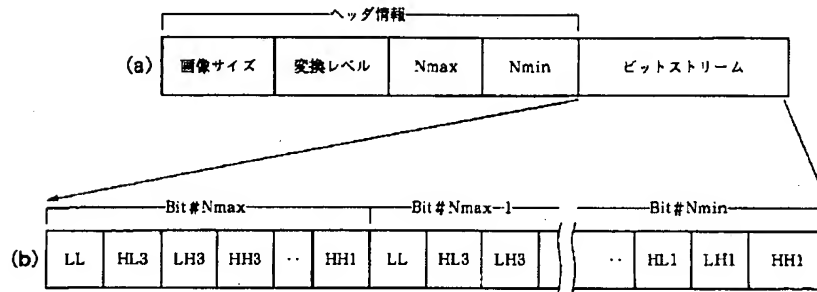 ヘッダ情報
(a) 画像サイズ 変換レベル Nmax Nmin ビットストリーム
Bit#Nmax Bit#Nmax-1 Bit#Nmin
(b) LL HL3 LH3 HH3 ‥ HH1 LL HL3 LH3 ‥ HL1 LH1 HH1